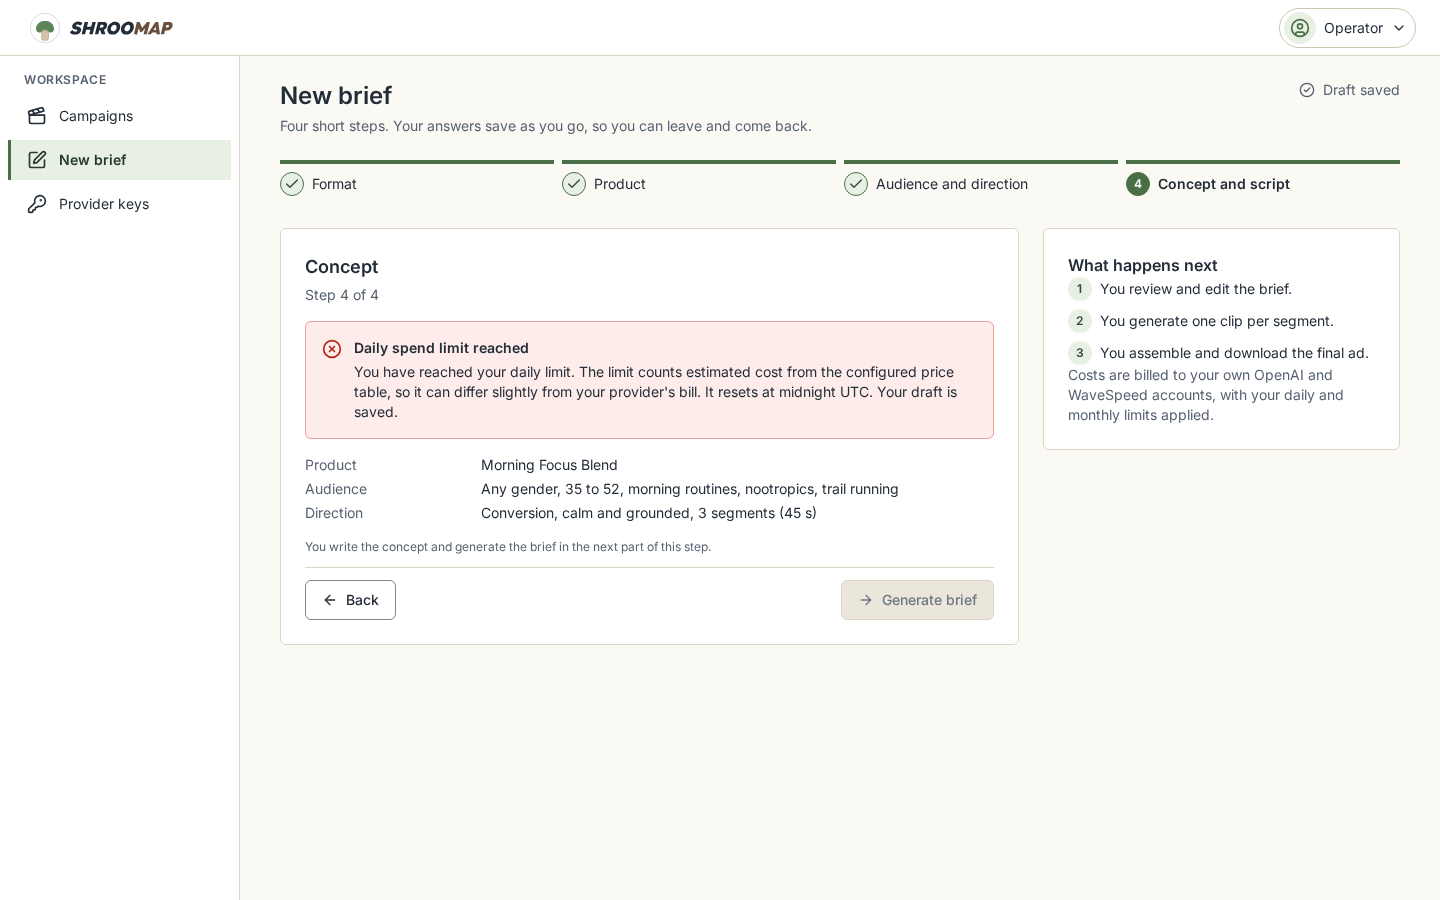 SHROOMAP
Operator
WORKSPACE
Campaigns
New brief
Provider keys
New brief
Draft saved
Four short steps. Your answers save as you go, so you can leave and come back.
Format
Product
Audience and direction
4 Concept and script
Concept
Step 4 of 4
Daily spend limit reached
You have reached your daily limit. The limit counts estimated cost from the configured price
table, so it can differ slightly from your provider's bill. It resets at midnight UTC. Your draft is
saved.
Product Morning Focus Blend
Audience Any gender, 35 to 52, morning routines, nootropics, trail running
Direction Conversion, calm and grounded, 3 segments (45 s)
You write the concept and generate the brief in the next part of this step.
Back
Generate brief
What happens next
1 You review and edit the brief.
2 You generate one clip per segment.
3 You assemble and download the final ad.
Costs are billed to your own OpenAI and
WaveSpeed accounts, with your daily and
monthly limits applied.